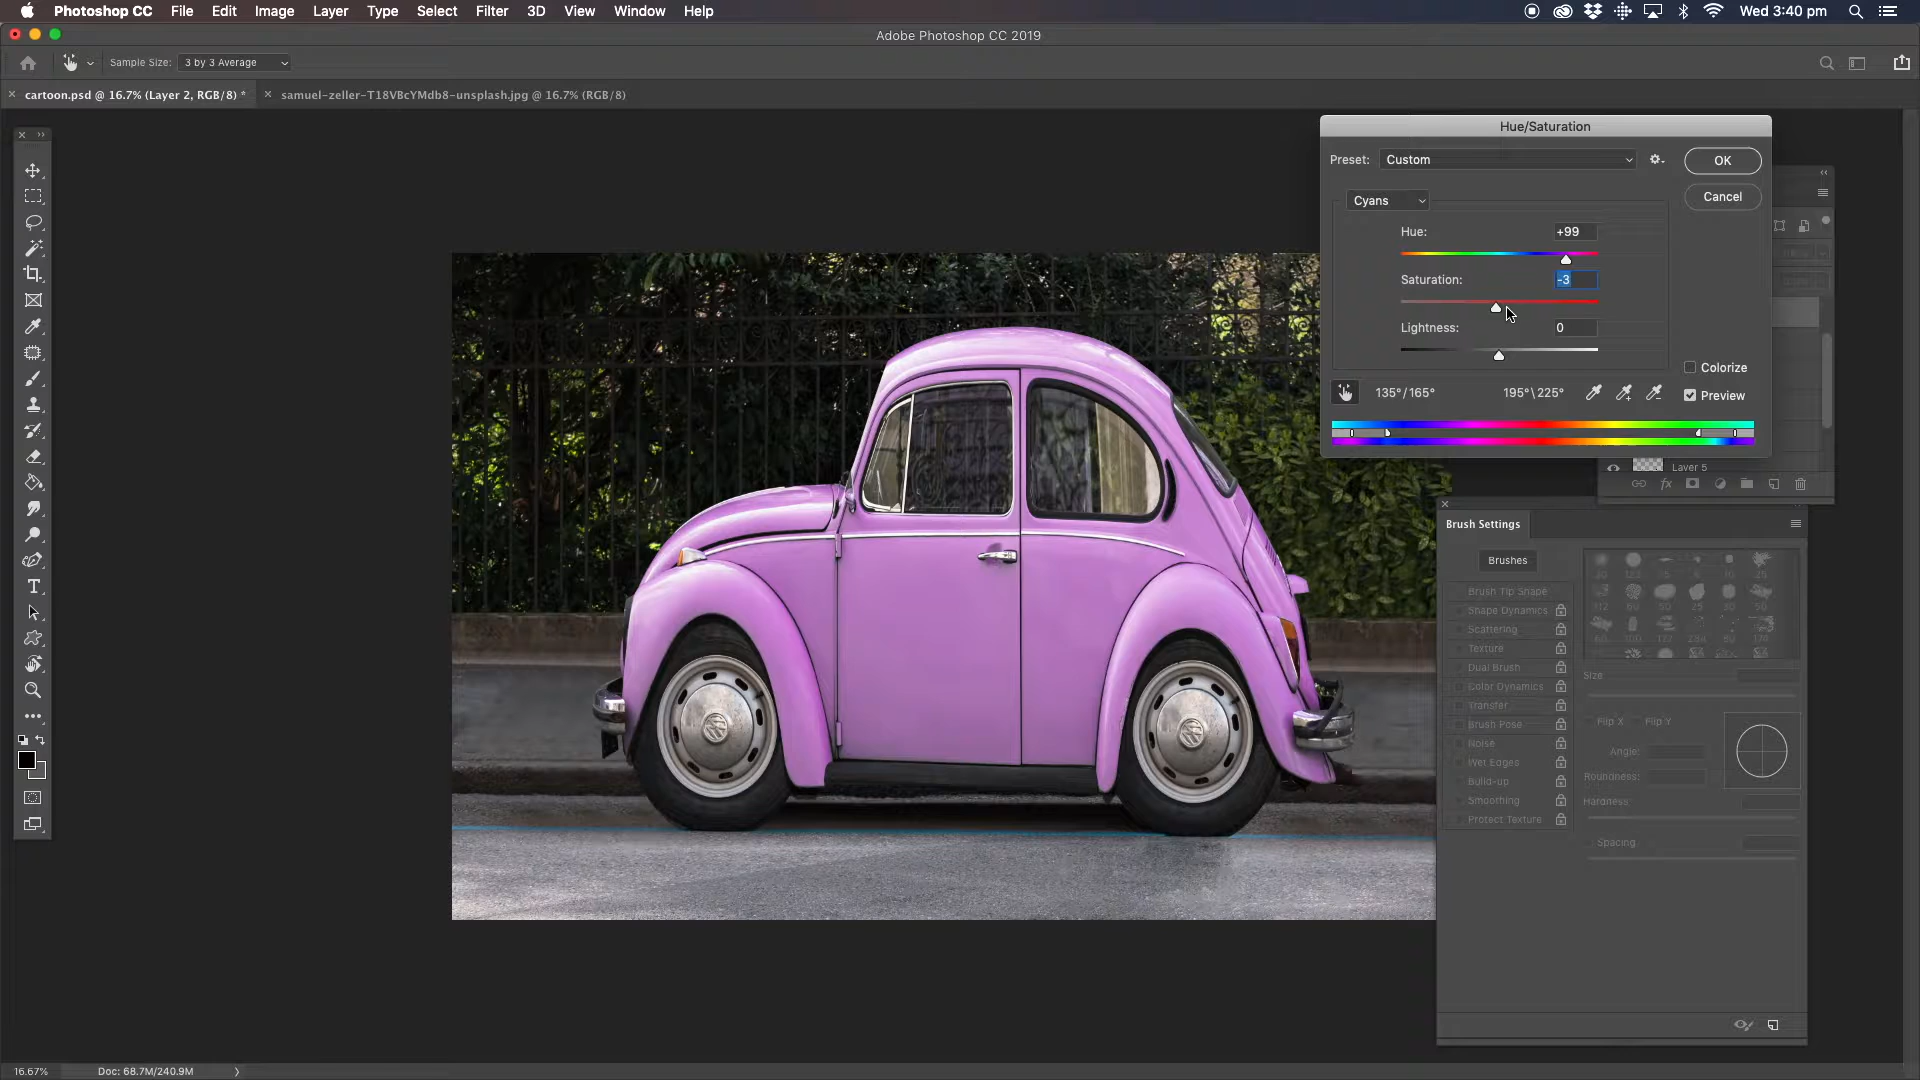 Photoshop CC File Edit Image Layer Type Select Filter 3D View Window Help Wed 3:40 pm
Adobe Photoshop CC 2019
Sample Size: 3 by 3 Average
cartoon.psd @ 16.7% (Layer 2, RGB/8) * samuel-zeller-T18VBcYMdb8-unsplash.jpg @ 16.7% (RGB/8)
Hue/Saturation
Preset: Custom OK
Cyans Cancel
Hue: +99
Saturation: -3
Lightness: 0
Colorize
135°/165° 195°\225° Preview
Layer 5
Brush Settings
Brushes
Brush Tip Shape
Shape Dynamics
Scattering
Texture
Dual Brush
Color Dynamics
Transfer
Brush Pose
Noise
Wet Edges
Build-up
Smoothing
Protect Texture
Size
Flip X Flip Y
Angle:
Roundness:
Hardness:
Spacing
16.67% Doc: 68.7M/240.9M